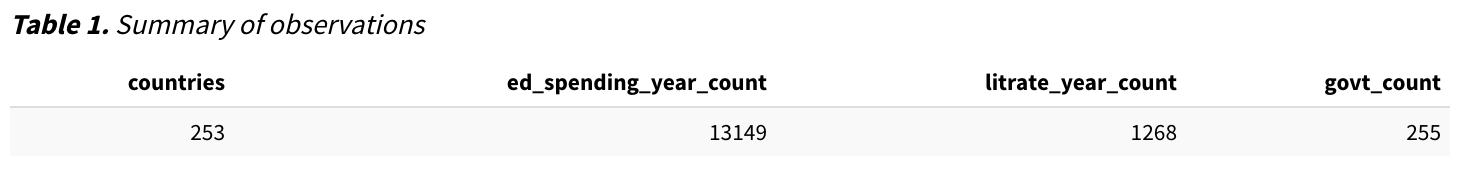 Table 1. Summary of observations
countries ed_spending_year_count litrate_year_count govt_count
253 13149 1268 255